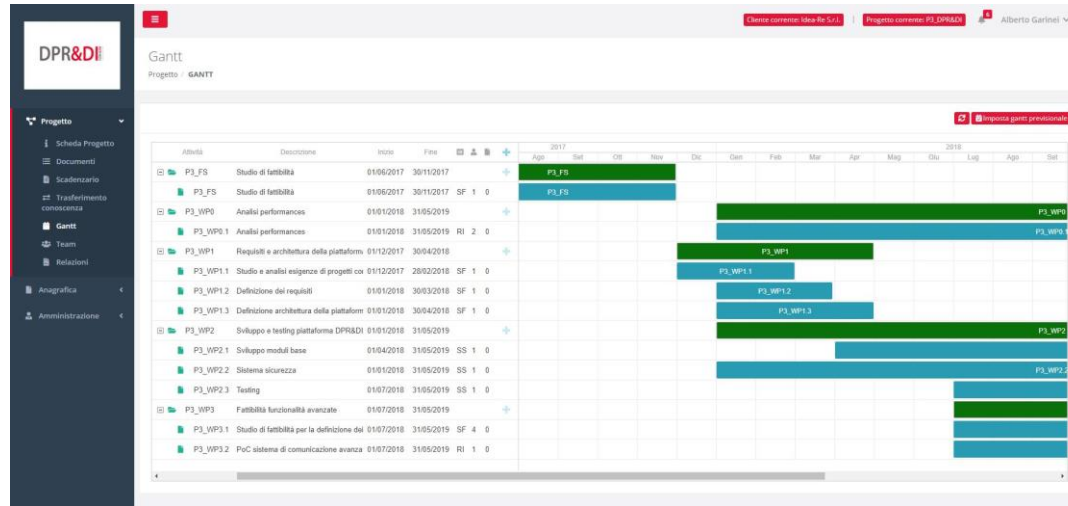 Cliente corrente: Idea-Re S.r.l. | Progetto corrente: P3_DPR&DI 6 Alberto Garinei
DPR&DI
Gantt
Progetto / GANTT
Progetto
Imposta gantt previsionale
Scheda Progetto
Documenti
Scadenzario
Trasferimento
conoscenza
Gantt
Team
Relazioni
Anagrafica
Amministrazione
Attività Descrizione Inizio Fine 2017 2018
Ago Set Ott Nov Dic Gen Feb Mar Apr Mag Giu Lug Ago Set
P3_FS Studio di fattibilità 01/06/2017 30/11/2017 P3_FS
P3_FS Studio di fattibilità 01/06/2017 30/11/2017 SF 1 0 P3_FS
P3_WP0 Analisi performances 01/01/2018 31/05/2019 P3_WP0
P3_WP0.1 Analisi performances 01/01/2018 31/05/2019 RI 2 0 P3_WP0.1
P3_WP1 Requisiti e architettura della piattaform 01/12/2017 30/04/2018 P3_WP1
P3_WP1.1 Studio e analisi esigenze di progetti cor 01/12/2017 28/02/2018 SF 1 0 P3_WP1.1
P3_WP1.2 Definizione dei requisiti 01/01/2018 30/03/2018 SF 1 0 P3_WP1.2
P3_WP1.3 Definizione architettura della piattaform 01/01/2018 30/04/2018 SF 1 0 P3_WP1.3
P3_WP2 Sviluppo e testing piattaforma DPR&DI 01/01/2018 31/05/2019 P3_WP2
P3_WP2.1 Sviluppo moduli base 01/04/2018 31/05/2019 SS 1 0
P3_WP2.2 Sistema sicurezza 01/01/2018 31/05/2019 SS 1 0 P3_WP2.2
P3_WP2.3 Testing 01/07/2018 31/05/2019 SS 1 0
P3_WP3 Fattibilità funzionalità avanzate 01/07/2018 31/05/2019
P3_WP3.1 Studio di fattibilità per la definizione del 01/07/2018 31/05/2019 SF 4 0
P3_WP3.2 PoC sistema di comunicazione avanza 01/07/2018 31/05/2019 RI 1 0